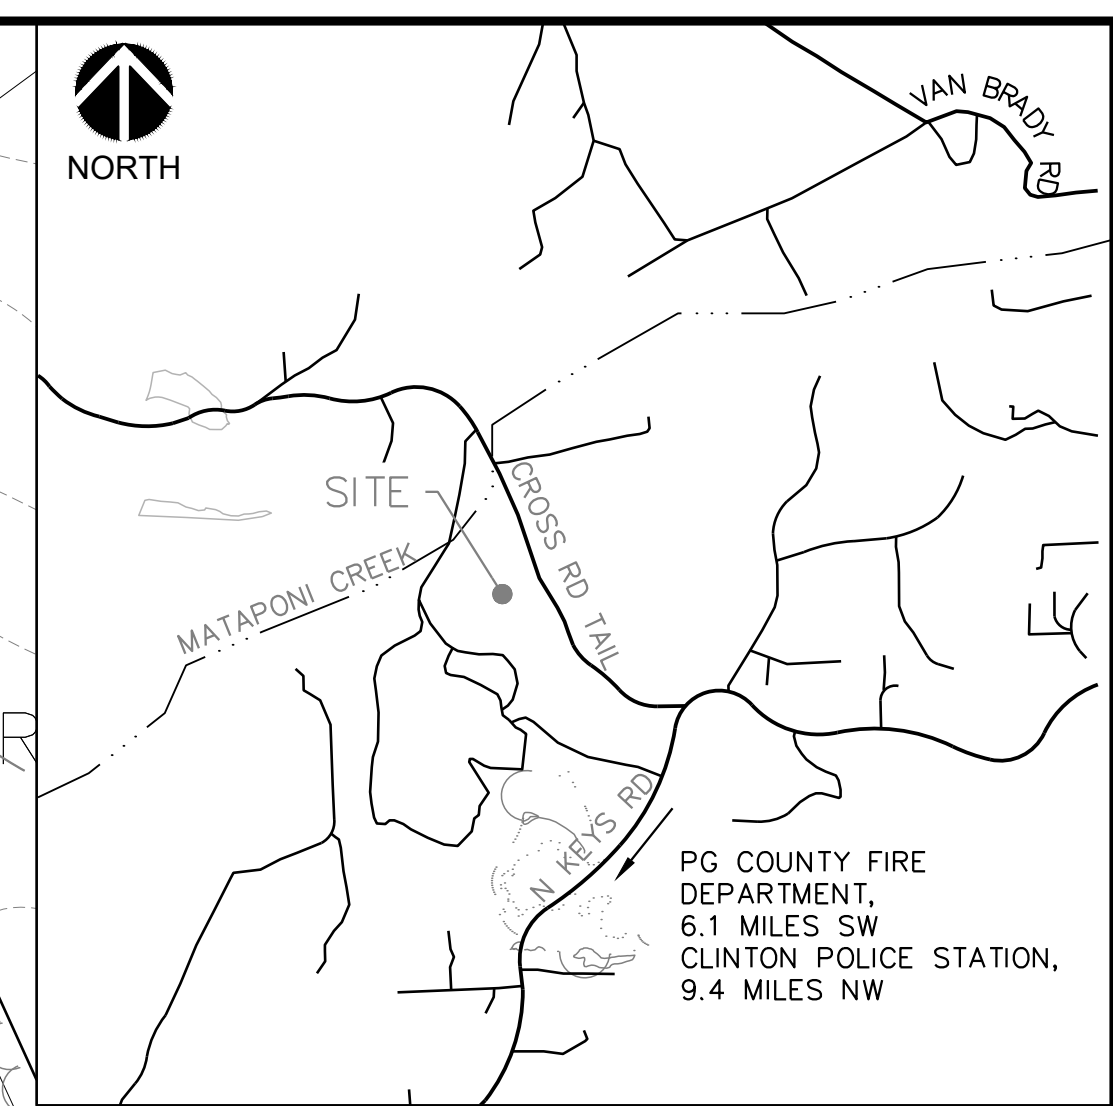 NORTH
VAN BRADY RD
SITE
CROSS RD TAIL
MATAPONI CREEK
R
N KEYS RD
PG COUNTY FIRE
DEPARTMENT,
6.1 MILES SW
CLINTON POLICE STATION,
9.4 MILES NW